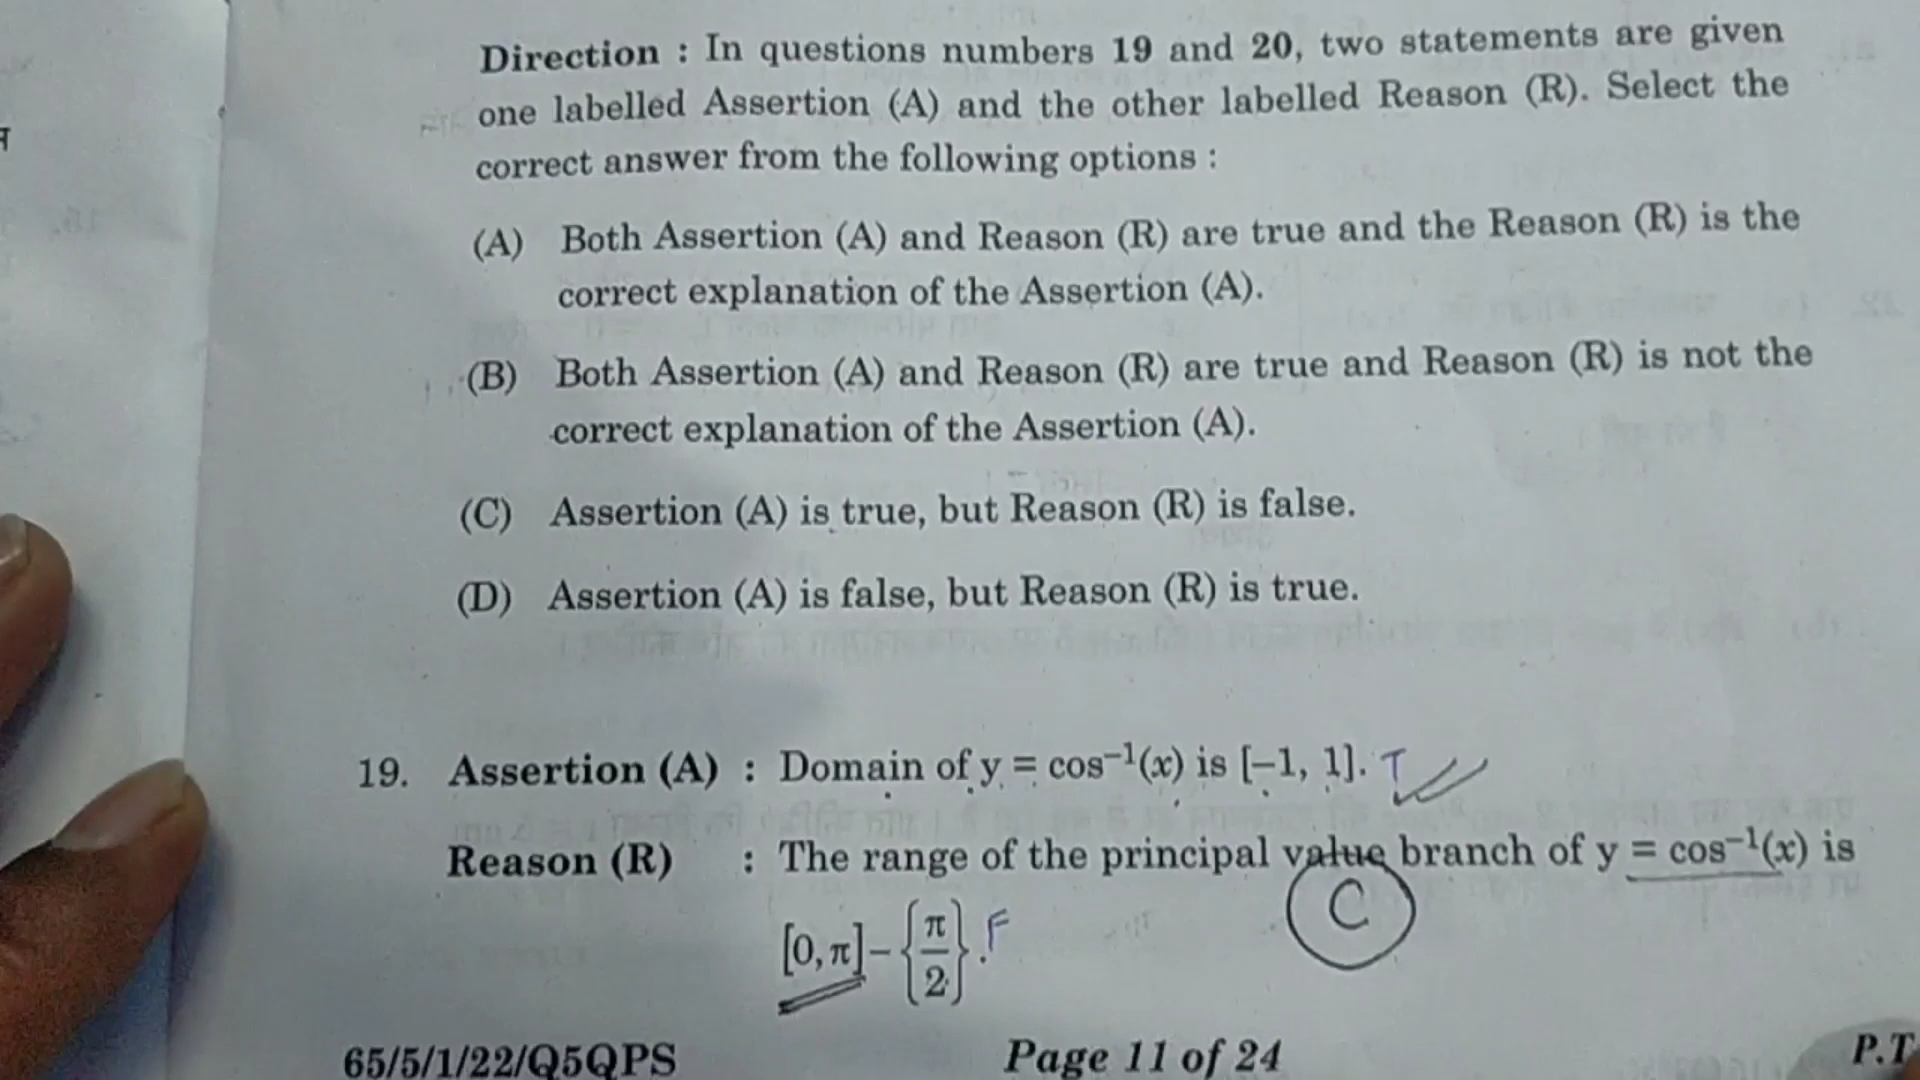 Direction : In questions numbers 19 and 20, two statements are given
one labelled Assertion (A) and the other labelled Reason (R). Select the
correct answer from the following options :
(A) Both Assertion (A) and Reason (R) are true and the Reason (R) is the
correct explanation of the Assertion (A).
(B) Both Assertion (A) and Reason (R) are true and Reason (R) is not the
correct explanation of the Assertion (A).
(C) Assertion (A) is true, but Reason (R) is false.
(D) Assertion (A) is false, but Reason (R) is true.
19. Assertion (A) : Domain of y = cos⁻¹(x) is [–1, 1]. T
Reason (R) : The range of the principal value branch of y = cos⁻¹(x) is
[0, π] – {π/2}. F
C
65/5/1/22/Q5QPS Page 11 of 24 P.T